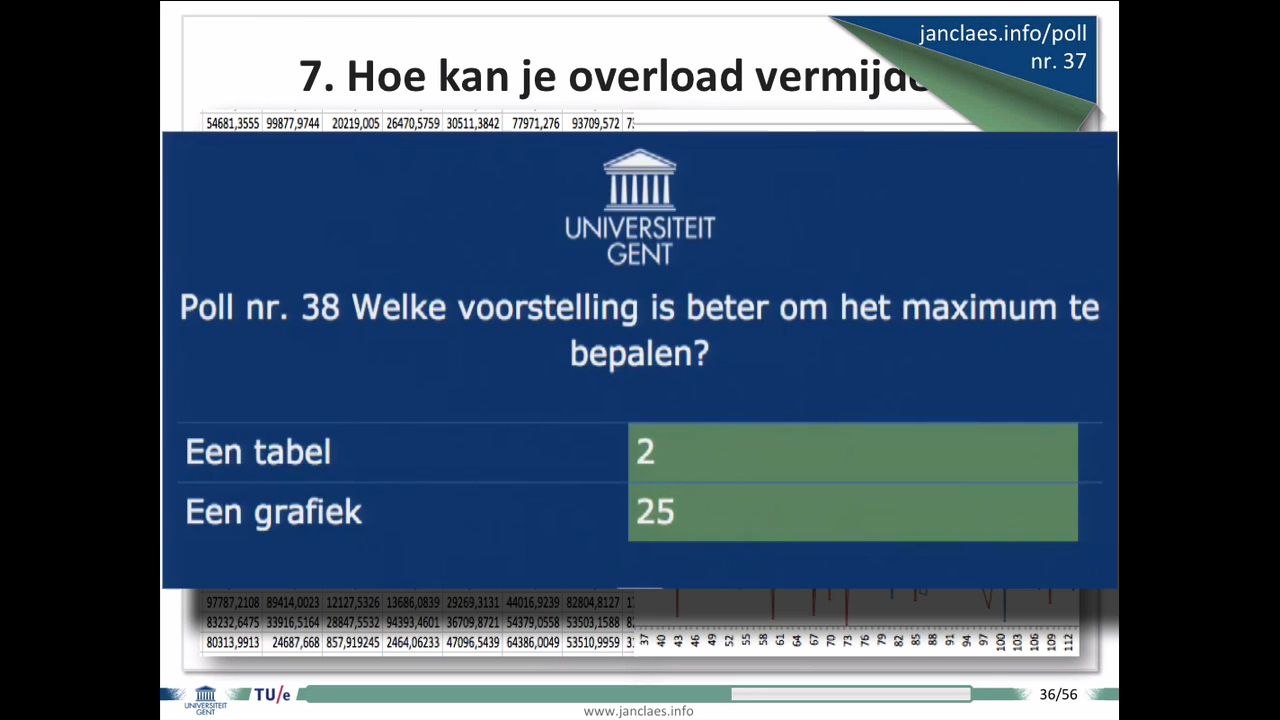 janclaes.info/poll
nr. 37
7. Hoe kan je overload vermijde
54681,3555 99877,9744 20219,005 26470,5759 30511,3842 77971,276 93709,572
UNIVERSITEIT
GENT
Poll nr. 38 Welke voorstelling is beter om het maximum te
bepalen?
Een tabel 2
Een grafiek 25
97787,2108 89414,0023 12127,5326 13686,0839 29269,3131 44016,9239 82804,8127
83232,6475 33916,5164 28847,5532 94393,4601 36709,8721 54379,0558 53503,1588
80313,9913 24687,668 857,919245 2464,06233 47096,5439 64386,0049 53510,9959
37 40 43 46 49 52 55 58 61 64 67 70 73 76 79 82 85 88 91 94 97 100 103 106 109 112
UNIVERSITEIT
GENT
TU/e
36/56
www.janclaes.info